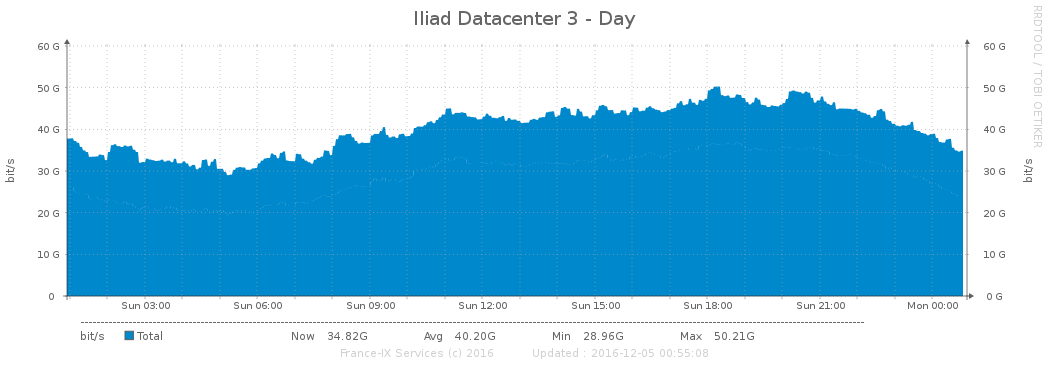 Iliad Datacenter 3 - Day
RRDTOOL / TOBI OETIKER
60 G 60 G
50 G 50 G
40 G 40 G
30 G 30 G
20 G 20 G
10 G 10 G
0 0 G
bit/s bit/s
Sun 03:00 Sun 06:00 Sun 09:00 Sun 12:00 Sun 15:00 Sun 18:00 Sun 21:00 Mon 00:00
bit/s Total Now 34.82G Avg 40.20G Min 28.96G Max 50.21G
France-IX Services (c) 2016 Updated : 2016-12-05 00:55:08